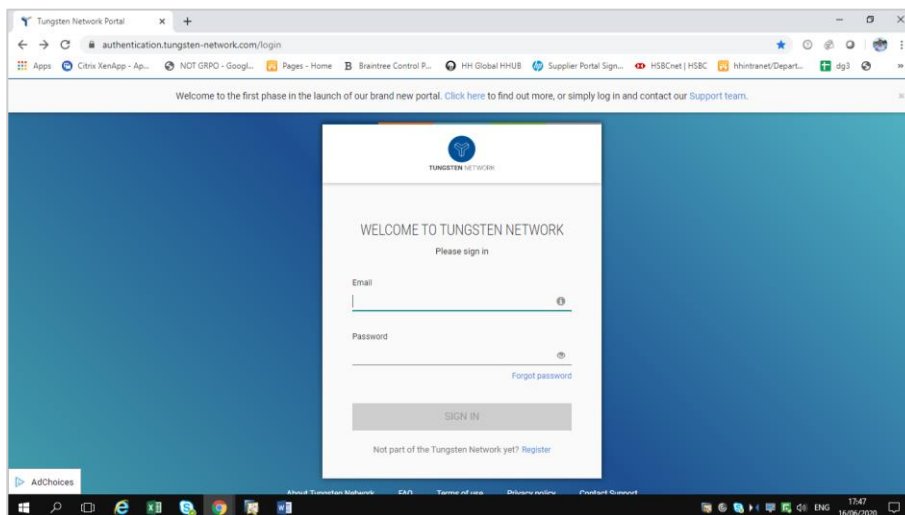 Tungsten Network Portal
authentication.tungsten-network.com/login
Apps Citrix XenApp - Ap... NOT GRPO - Googl... Pages - Home Braintree Control P... HH Global HHUB Supplier Portal Sign... HSBCnet | HSBC hhintranet/Depart... dg3
Welcome to the first phase in the launch of our brand new portal. Click here to find out more, or simply log in and contact our Support team.
TUNGSTEN NETWORK
WELCOME TO TUNGSTEN NETWORK
Please sign in
Email
Password
Forgot password
SIGN IN
Not part of the Tungsten Network yet? Register
AdChoices
About Tungsten Network FAQ Terms of use Privacy policy Contact Support
ENG
17:47
16/06/2020